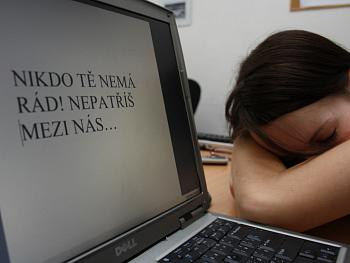 NIKDO TĚ NEMÁ
RÁD! NEPATŘÍŠ
MEZI NÁS...
DELL